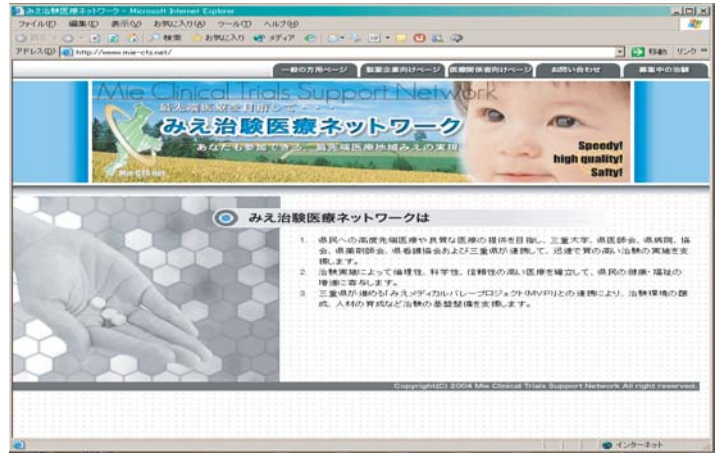 みえ治験医療ネットワーク - Microsoft Internet Explorer
ファイル(F) 編集(E) 表示(V) お気に入り(A) ツール(T) ヘルプ(H)
戻る 検索 お気に入り メディア
アドレス(D) http://www.mie-cts.net/ 移動 リンク
一般の方用ページ 製薬企業向けページ 医療関係者向けページ お問い合わせ 募集中の治験
Mie Clinical Trials Support Network
最先端医療を目指して・・・
みえ治験医療ネットワーク
あなたも参加できる、最先端医療地域みえの実現
Speedy!
high quality!
Safty!
Mie CTS net
みえ治験医療ネットワークは
1. 県民への高度先端医療や良質な医療の提供を目指し、三重大学、県医師会、県病院、協
会、県薬剤師会、県看護協会および三重県が連携して、迅速で質の高い治験の実施を支
援します。
2. 治験実施によって倫理性、科学性、信頼性の高い医療を確立して、県民の健康・福祉の
増進に寄与します。
3. 三重県が進める「みえメディカルバレープロジェクト(MVP)」との連携により、治験環境の醸
成、人材の育成など治験の基盤整備を支援します。
Copyright(C) 2004 Mie Clinical Trials Support Network All right reserved.
インターネット